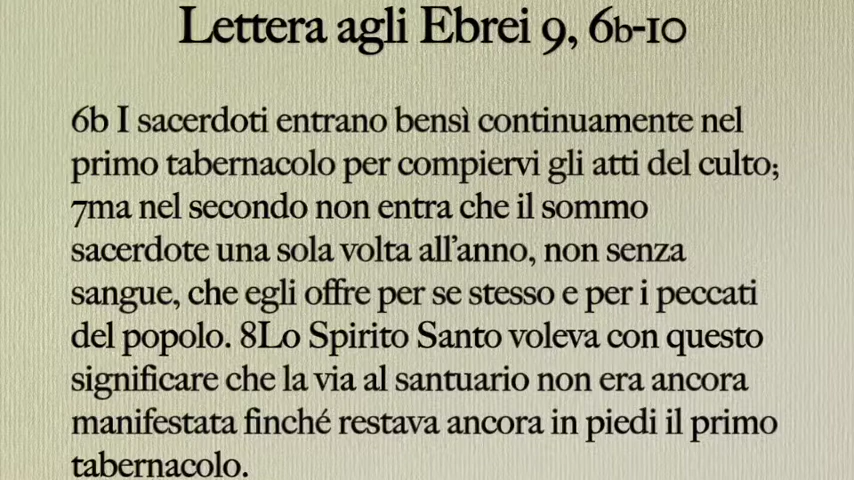 Lettera agli Ebrei 9, 6b-10
6b I sacerdoti entrano bensì continuamente nel
primo tabernacolo per compiervi gli atti del culto;
7ma nel secondo non entra che il sommo
sacerdote una sola volta all’anno, non senza
sangue, che egli offre per se stesso e per i peccati
del popolo. 8Lo Spirito Santo voleva con questo
significare che la via al santuario non era ancora
manifestata finché restava ancora in piedi il primo
tabernacolo.